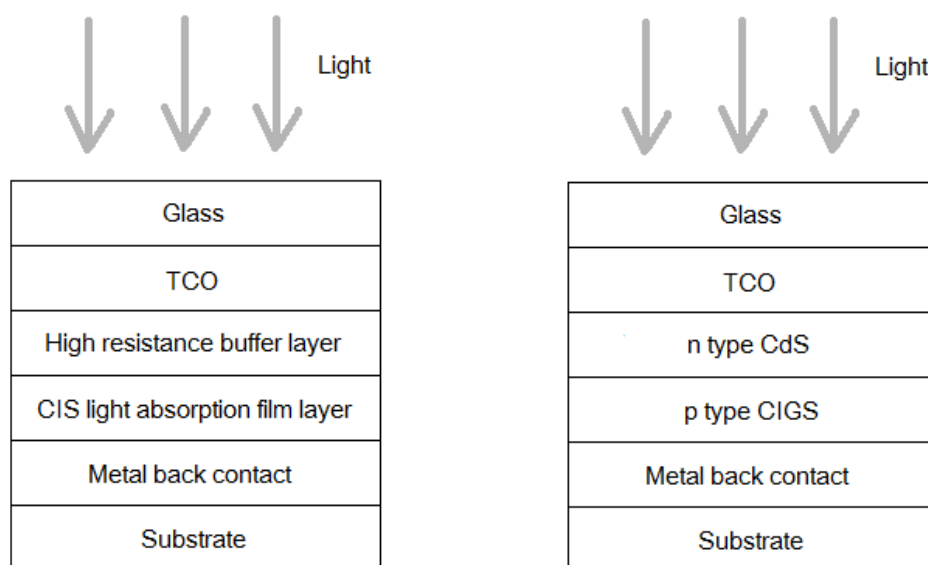 Light
Glass
TCO
High resistance buffer layer
CIS light absorption film layer
Metal back contact
Substrate
Light
Glass
TCO
n type CdS
p type CIGS
Metal back contact
Substrate